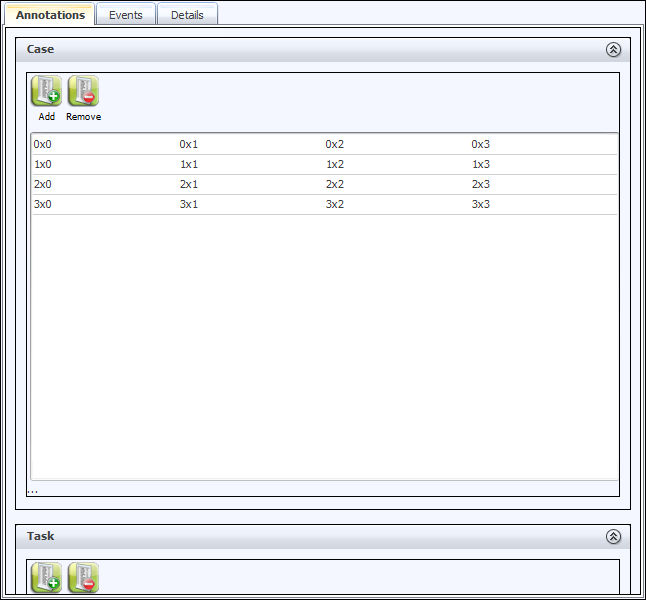 Annotations Events Details
Case
Add Remove
0x0 0x1 0x2 0x3
1x0 1x1 1x2 1x3
2x0 2x1 2x2 2x3
3x0 3x1 3x2 3x3
...
Task